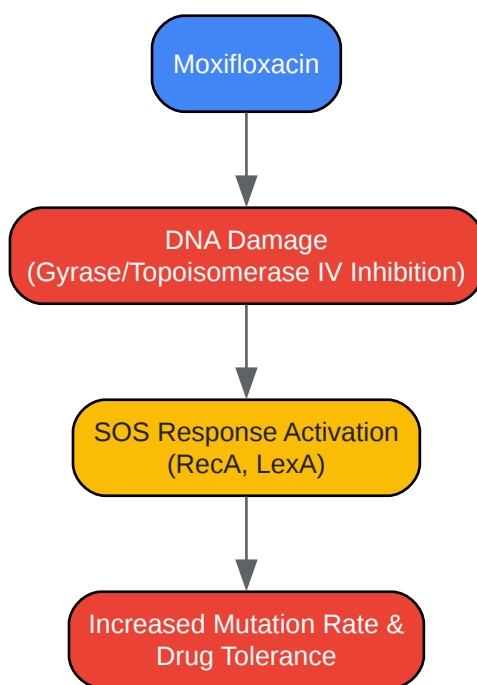 Moxifloxacin
DNA Damage
(Gyrase/Topoisomerase IV Inhibition)
SOS Response Activation
(RecA, LexA)
Increased Mutation Rate &
Drug Tolerance